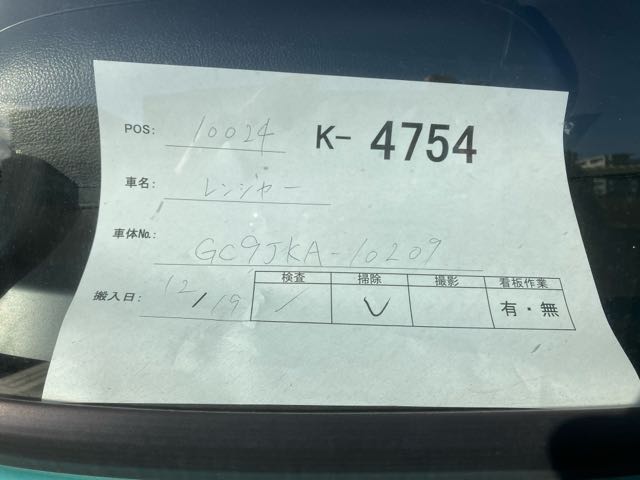 POS: 10024 K- 4754
車名: レンジャー
車体No.: GC9JKA-10209
搬入日: 12/19
検査 掃除 撮影 看板作業
/ ✓ 有・無